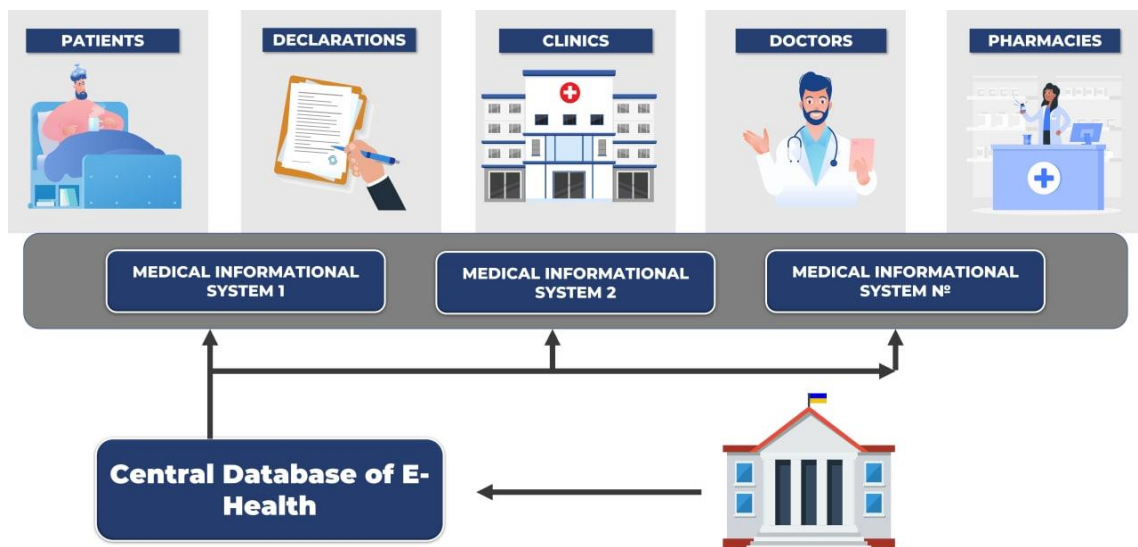 PATIENTS
DECLARATIONS
CLINICS
DOCTORS
PHARMACIES
MEDICAL INFORMATIONAL
SYSTEM 1
MEDICAL INFORMATIONAL
SYSTEM 2
MEDICAL INFORMATIONAL
SYSTEM №
Central Database of E-
Health